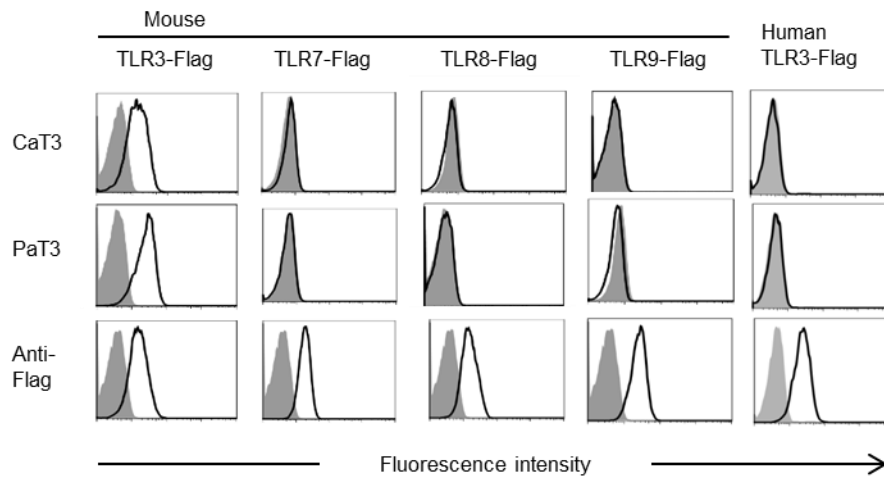 Mouse
Human
TLR3-Flag
TLR7-Flag
TLR8-Flag
TLR9-Flag
TLR3-Flag
CaT3
PaT3
Anti-
Flag
Fluorescence intensity